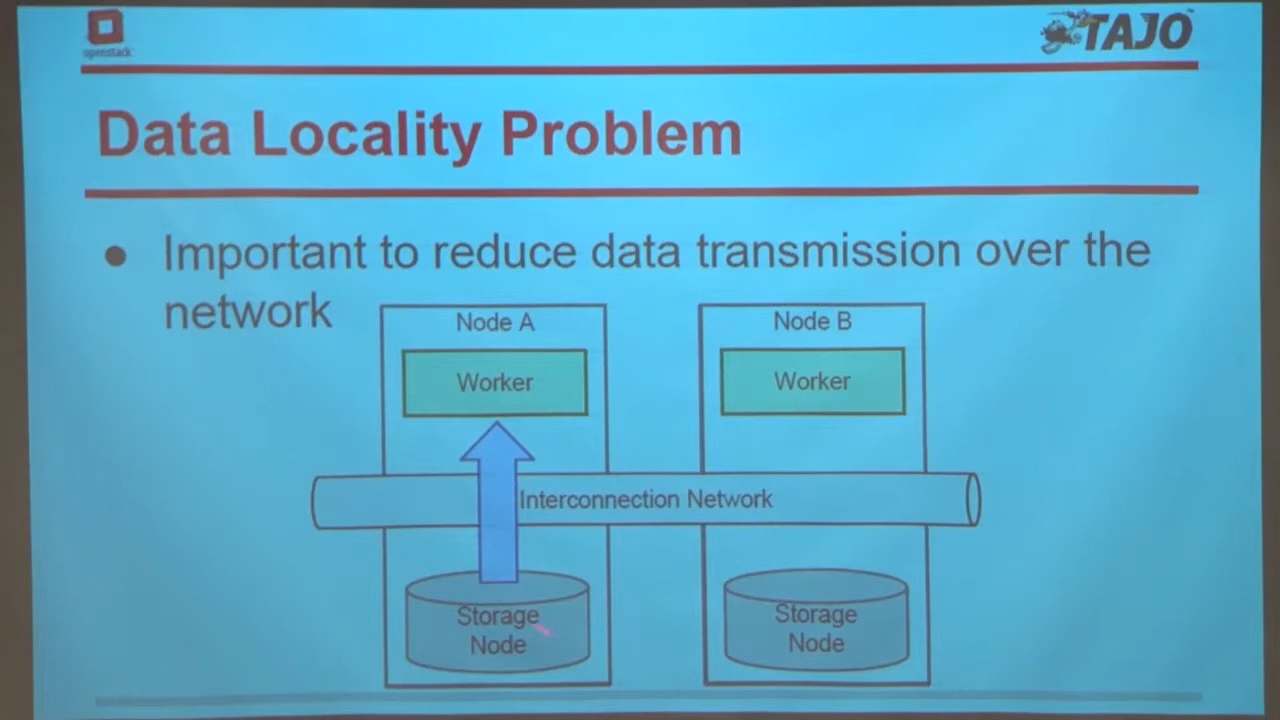 openstack
TAJO
Data Locality Problem
● Important to reduce data transmission over the
network
Node A
Node B
Worker
Worker
Interconnection Network
Storage
Node
Storage
Node